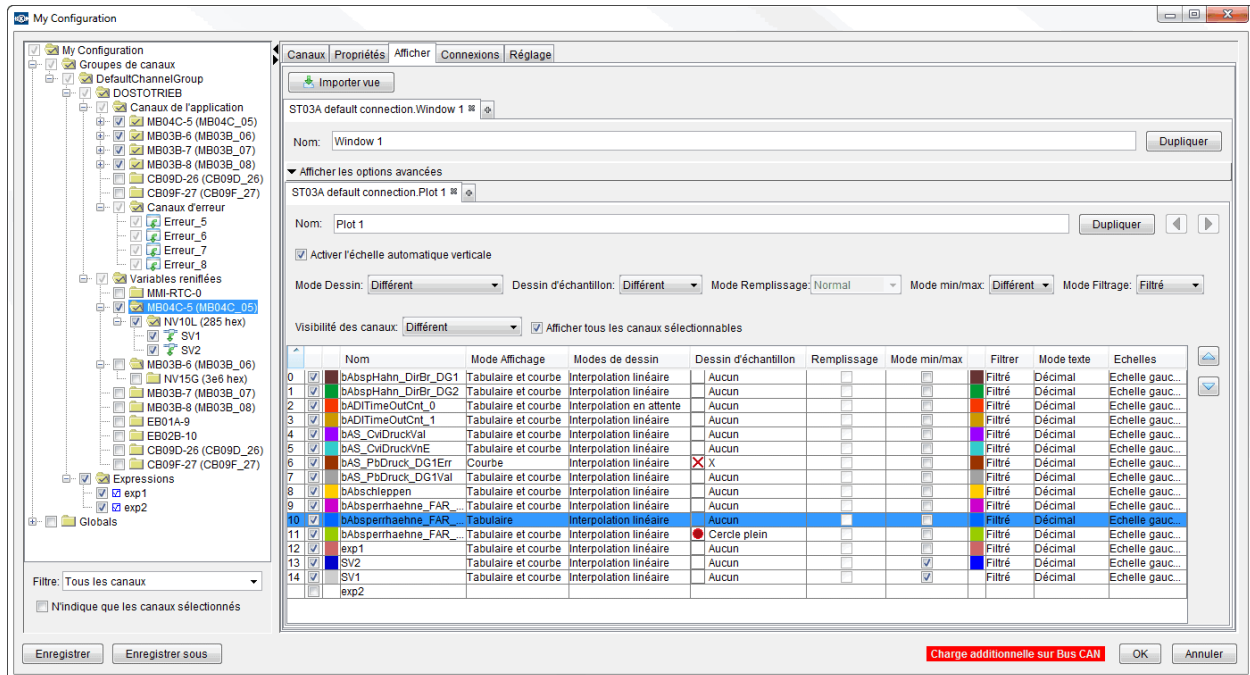 My Configuration
My Configuration
Groupes de canaux
DefaultChannelGroup
DOSTOTRIEB
Canaux de l'application
MB04C-5 (MB04C_05)
MB03B-6 (MB03B_06)
MB03B-7 (MB03B_07)
MB03B-8 (MB03B_08)
CB09D-26 (CB09D_26)
CB09F-27 (CB09F_27)
Canaux d'erreur
Erreur_5
Erreur_6
Erreur_7
Erreur_8
Variables reniflées
MMI-RTC-0
MB04C-5 (MB04C_05)
NV10L (285 hex)
SV1
SV2
MB03B-6 (MB03B_06)
NV15G (3e6 hex)
MB03B-7 (MB03B_07)
MB03B-8 (MB03B_08)
EB01A-9
EB02B-10
CB09D-26 (CB09D_26)
CB09F-27 (CB09F_27)
Expressions
exp1
exp2
Globals
Filtre: Tous les canaux
N'indique que les canaux sélectionnés
Canaux Propriétés Afficher Connexions Réglage
Importer vue
ST03A default connection.Window 1
Nom: Window 1 Dupliquer
Afficher les options avancées
ST03A default connection.Plot 1
Nom: Plot 1 Dupliquer
Activer l'échelle automatique verticale
Mode Dessin: Différent Dessin d'échantillon: Différent Mode Remplissage: Normal Mode min/max: Différent Mode Filtrage: Filtré
Visibilité des canaux: Différent Afficher tous les canaux sélectionnables
Nom Mode Affichage Modes de dessin Dessin d'échantillon Remplissage Mode min/max Filtrer Mode texte Echelles
0 bAbspHahn_DirBr_DG1 Tabulaire et courbe Interpolation linéaire Aucun Filtré Décimal Echelle gauc...
1 bAbspHahn_DirBr_DG2 Tabulaire et courbe Interpolation linéaire Aucun Filtré Décimal Echelle gauc...
2 bADITimeOutCnt_0 Tabulaire et courbe Interpolation en attente Aucun Filtré Décimal Echelle gauc...
3 bADITimeOutCnt_1 Tabulaire et courbe Interpolation linéaire Aucun Filtré Décimal Echelle gauc...
4 bAS_CviDruckVal Tabulaire et courbe Interpolation linéaire Aucun Filtré Décimal Echelle gauc...
5 bAS_CviDruckVnE Tabulaire et courbe Interpolation linéaire Aucun Filtré Décimal Echelle gauc...
6 bAS_PbDruck_DG1Err Courbe Interpolation linéaire X Filtré Décimal Echelle gauc...
7 bAS_PbDruck_DG1Val Tabulaire et courbe Interpolation linéaire Aucun Filtré Décimal Echelle gauc...
8 bAbschleppen Tabulaire et courbe Interpolation linéaire Aucun Filtré Décimal Echelle gauc...
9 bAbsperrhaehne_FAR_... Tabulaire et courbe Interpolation linéaire Aucun Filtré Décimal Echelle gauc...
10 bAbsperrhaehne_FAR_... Tabulaire Interpolation linéaire Aucun Filtré Décimal Echelle gauc...
11 bAbsperrhaehne_FAR_... Tabulaire et courbe Interpolation linéaire Cercle plein Filtré Décimal Echelle gauc...
12 exp1 Tabulaire et courbe Interpolation linéaire Aucun Filtré Décimal Echelle gauc...
13 SV2 Tabulaire et courbe Interpolation linéaire Aucun Filtré Décimal Echelle gauc...
14 SV1 Tabulaire et courbe Interpolation linéaire Aucun Filtré Décimal Echelle gauc...
exp2
Enregistrer Enregistrer sous Charge additionnelle sur Bus CAN OK Annuler